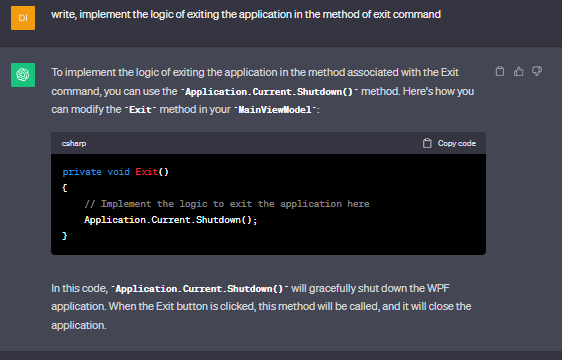 DI
write, implement the logic of exiting the application in the method of exit command
To implement the logic of exiting the application in the method associated with the Exit
command, you can use the `Application.Current.Shutdown()` method. Here's how you
can modify the `Exit` method in your `MainViewModel`:
csharp
Copy code
private void Exit()
{
// Implement the logic to exit the application here
Application.Current.Shutdown();
}
In this code, `Application.Current.Shutdown()` will gracefully shut down the WPF
application. When the Exit button is clicked, this method will be called, and it will close the
application.